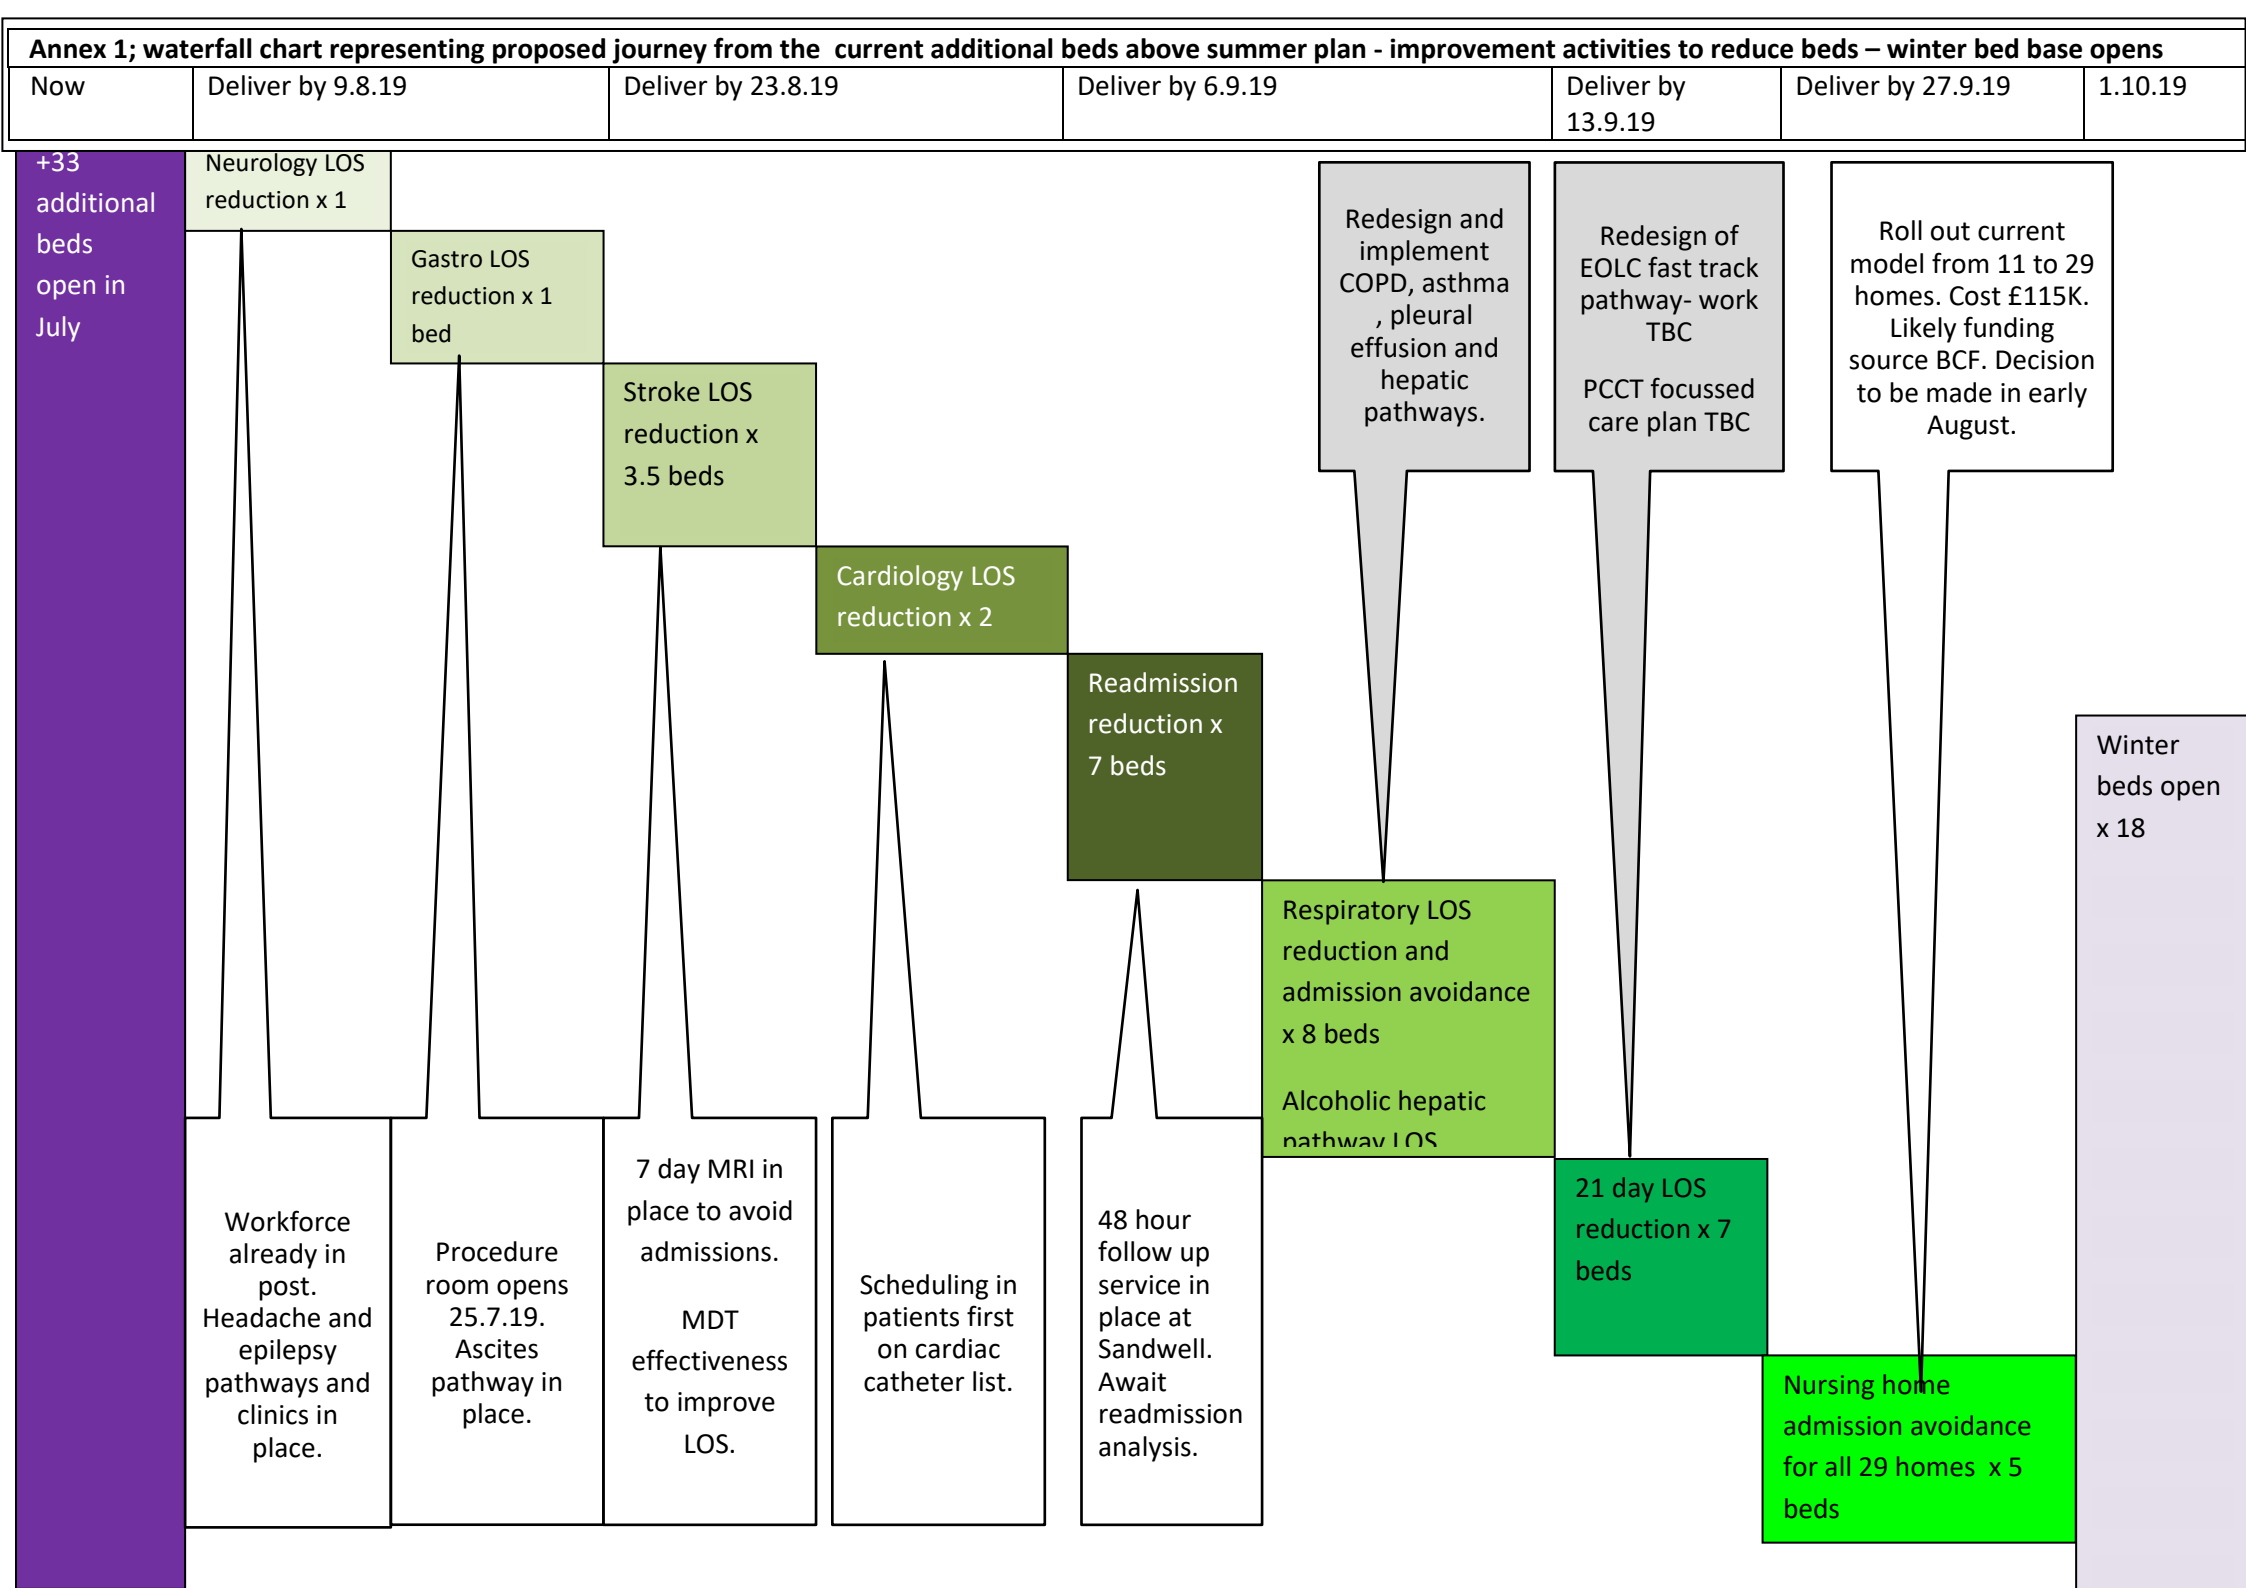 Annex 1; waterfall chart representing proposed journey from the  current additional beds above summer plan - improvement activities to reduce beds – winter bed base opens
Now
Deliver by 9.8.19
Deliver by 23.8.19
Deliver by 6.9.19
Deliver by
13.9.19
Deliver by 27.9.19
1.10.19
+33
additional
beds
open in
July
Neurology LOS
reduction x 1
Gastro LOS
reduction x 1
bed
Stroke LOS
reduction x
3.5 beds
Cardiology LOS
reduction x 2
Readmission
reduction x
7 beds
Respiratory LOS
reduction and
admission avoidance
x 8 beds
Alcoholic hepatic
pathway LOS
21 day LOS
reduction x 7
beds
Nursing home
admission avoidance
for all 29 homes  x 5
beds
Winter
beds open
x 18
Redesign and
implement
COPD, asthma
, pleural
effusion and
hepatic
pathways.
Redesign of
EOLC fast track
pathway- work
TBC
PCCT focussed
care plan TBC
Roll out current
model from 11 to 29
homes. Cost £115K.
Likely funding
source BCF. Decision
to be made in early
August.
Workforce
already in
post.
Headache and
epilepsy
pathways and
clinics in
place.
Procedure
room opens
25.7.19.
Ascites
pathway in
place.
7 day MRI in
place to avoid
admissions.
MDT
effectiveness
to improve
LOS.
Scheduling in
patients first
on cardiac
catheter list.
48 hour
follow up
service in
place at
Sandwell.
Await
readmission
analysis.